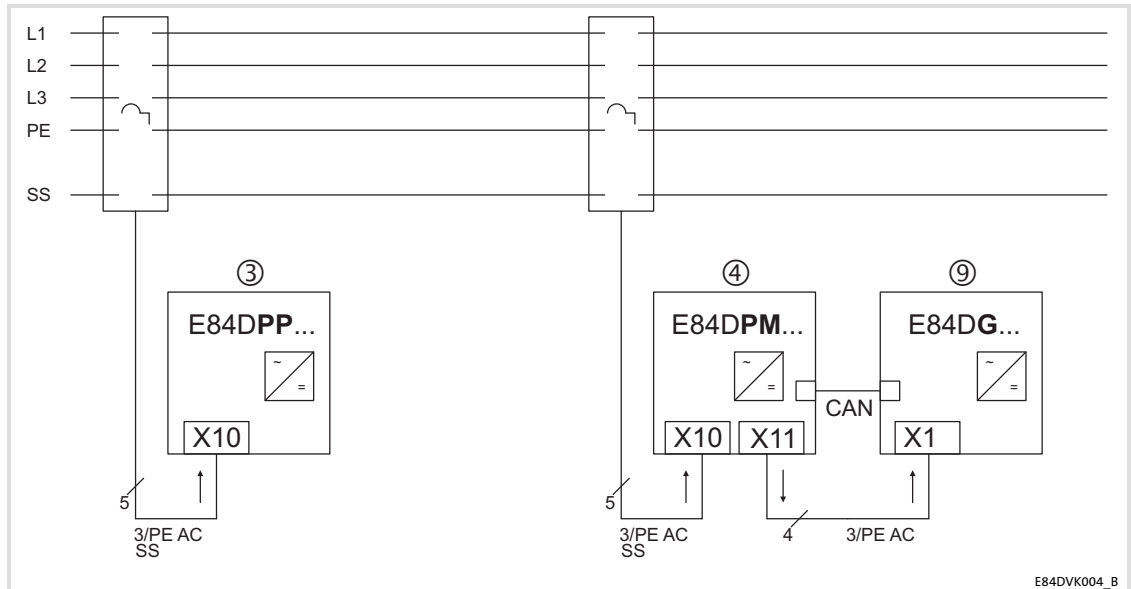 L1
L2
L3
PE
SS
③ ④ ⑨
E84DPP... E84DPM... E84DG...
~ = ~ = ~ =
CAN
X10 X10 X11 X1
5 5 4
3/PE AC
SS
3/PE AC
SS
3/PE AC
E84DVK004_B